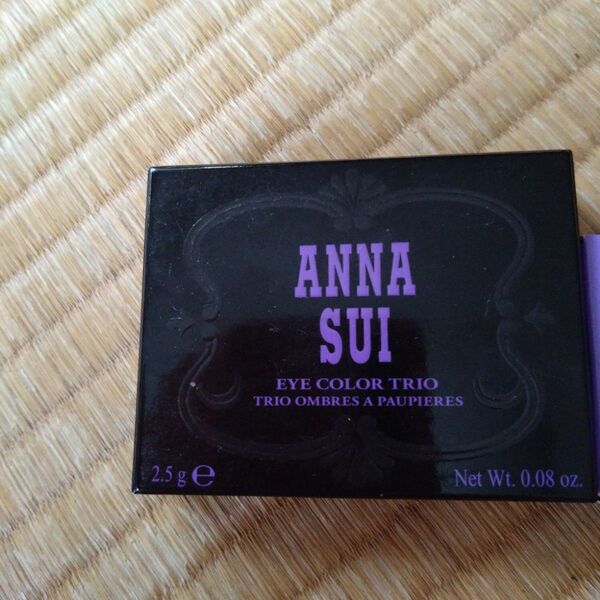 ANNA
SUI
EYE COLOR TRIO
TRIO OMBRES A PAUPIERES
2.5 g ℮
Net Wt. 0.08 oz.